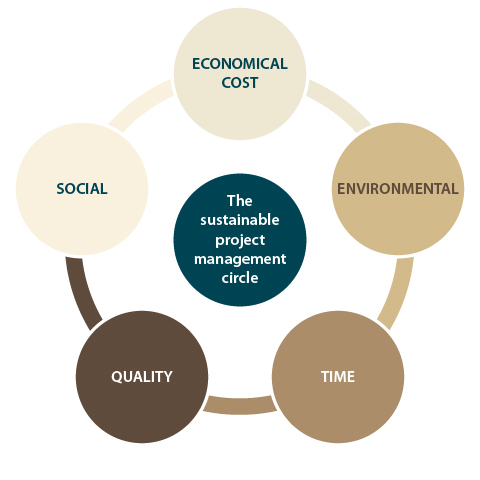 ECONOMICAL
COST
SOCIAL
ENVIRONMENTAL
The
sustainable
project
management
circle
QUALITY
TIME